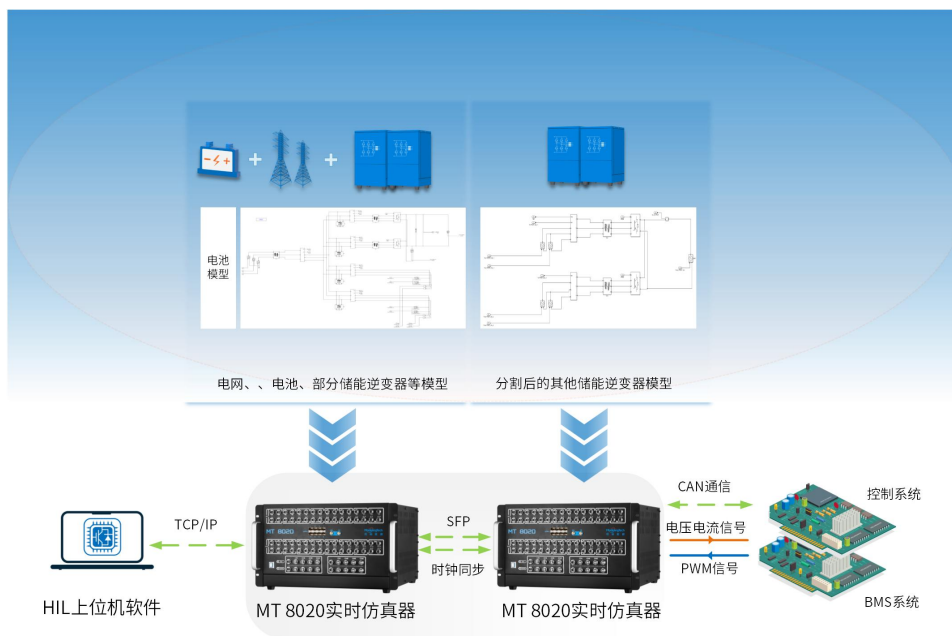 电池
模型
电网、、电池、部分储能逆变器等模型
分割后的其他储能逆变器模型
TCP/IP
MT 8020
SFP
时钟同步
MT 8020
CAN通信
电压电流信号
PWM信号
控制系统
BMS系统
HIL上位机软件
MT 8020实时仿真器
MT 8020实时仿真器